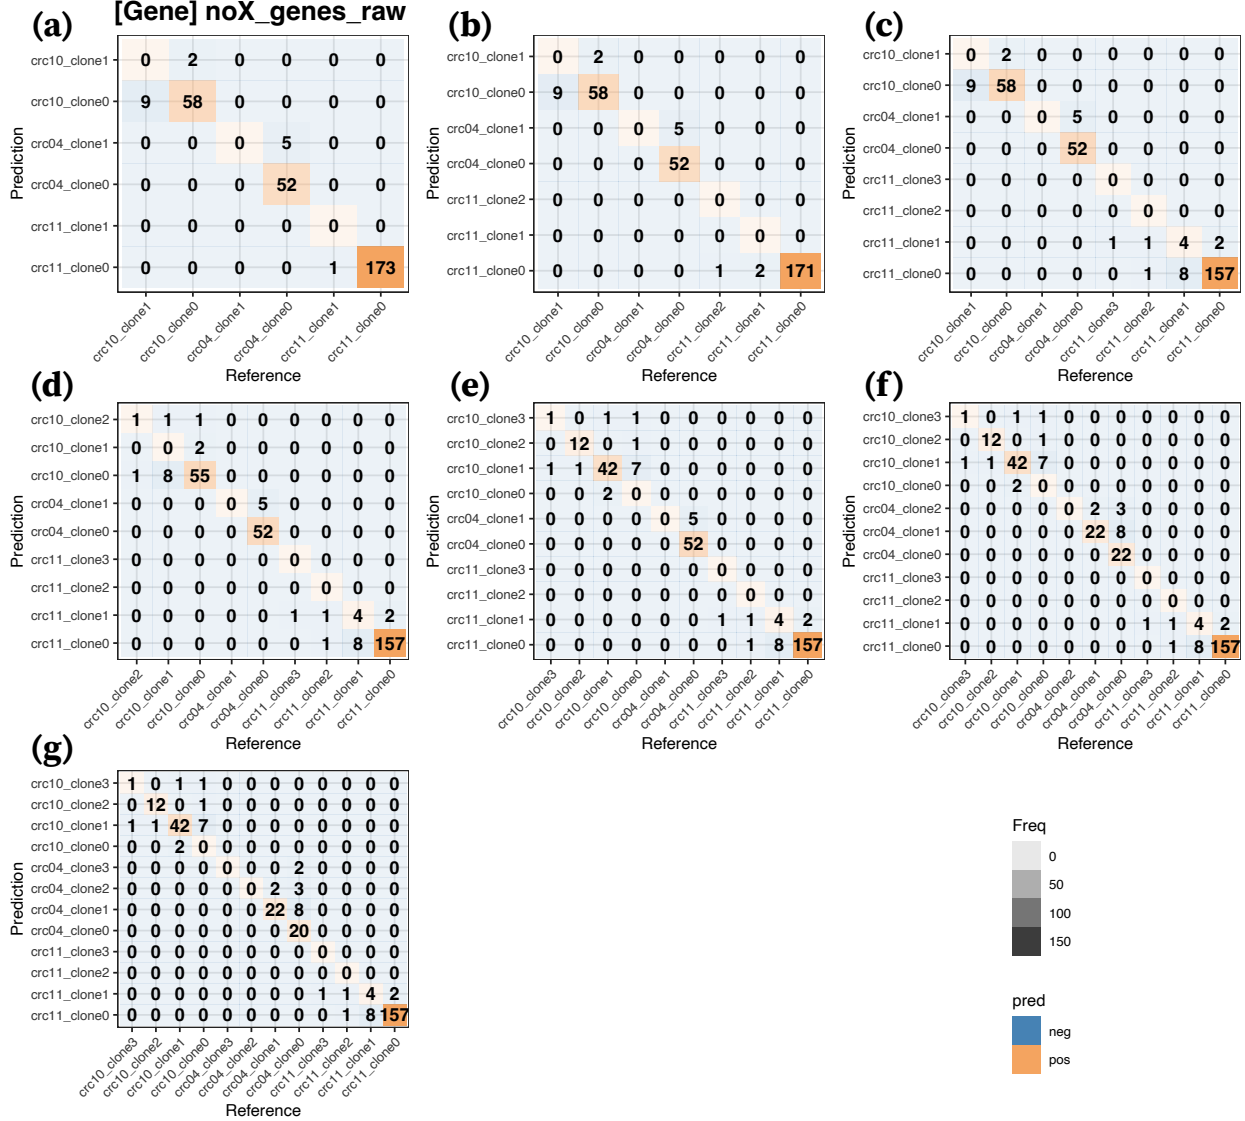 [Gene] noX_genes_raw
(a)
Prediction
crc10_clone1 0 2 0 0 0 0
crc10_clone0 9 58 0 0 0 0
crc04_clone1 0 0 0 5 0 0
crc04_clone0 0 0 0 52 0 0
crc11_clone1 0 0 0 0 0 0
crc11_clone0 0 0 0 0 1 173
crc10_clone1 crc10_clone0 crc04_clone1 crc04_clone0 crc11_clone1 crc11_clone0
Reference
(b)
Prediction
crc10_clone1 0 2 0 0 0 0 0
crc10_clone0 9 58 0 0 0 0 0
crc04_clone1 0 0 0 5 0 0 0
crc04_clone0 0 0 0 52 0 0 0
crc11_clone2 0 0 0 0 0 0 0
crc11_clone1 0 0 0 0 0 0 0
crc11_clone0 0 0 0 0 1 2 171
crc10_clone1 crc10_clone0 crc04_clone1 crc04_clone0 crc11_clone2 crc11_clone1 crc11_clone0
Reference
(c)
Prediction
crc10_clone1 0 2 0 0 0 0 0 0
crc10_clone0 9 58 0 0 0 0 0 0
crc04_clone1 0 0 0 5 0 0 0 0
crc04_clone0 0 0 0 52 0 0 0 0
crc11_clone3 0 0 0 0 0 0 0 0
crc11_clone2 0 0 0 0 0 0 0 0
crc11_clone1 0 0 0 0 1 1 4 2
crc11_clone0 0 0 0 0 0 1 8 157
crc10_clone1 crc10_clone0 crc04_clone1 crc04_clone0 crc11_clone3 crc11_clone2 crc11_clone1 crc11_clone0
Reference
(d)
Prediction
crc10_clone2 1 1 1 0 0 0 0 0 0
crc10_clone1 0 0 2 0 0 0 0 0 0
crc10_clone0 1 8 55 0 0 0 0 0 0
crc04_clone1 0 0 0 0 5 0 0 0 0
crc04_clone0 0 0 0 0 52 0 0 0 0
crc11_clone3 0 0 0 0 0 0 0 0 0
crc11_clone2 0 0 0 0 0 0 0 0 0
crc11_clone1 0 0 0 0 0 1 1 4 2
crc11_clone0 0 0 0 0 0 0 1 8 157
crc10_clone2 crc10_clone1 crc10_clone0 crc04_clone1 crc04_clone0 crc11_clone3 crc11_clone2 crc11_clone1 crc11_clone0
Reference
(e)
Prediction
crc10_clone3 1 0 1 1 0 0 0 0 0 0
crc10_clone2 0 12 0 1 0 0 0 0 0 0
crc10_clone1 1 1 42 7 0 0 0 0 0 0
crc10_clone0 0 0 2 0 0 0 0 0 0 0
crc04_clone1 0 0 0 0 0 5 0 0 0 0
crc04_clone0 0 0 0 0 0 52 0 0 0 0
crc11_clone3 0 0 0 0 0 0 0 0 0 0
crc11_clone2 0 0 0 0 0 0 0 0 0 0
crc11_clone1 0 0 0 0 0 0 1 1 4 2
crc11_clone0 0 0 0 0 0 0 0 1 8 157
crc10_clone3 crc10_clone2 crc10_clone1 crc10_clone0 crc04_clone1 crc04_clone0 crc11_clone3 crc11_clone2 crc11_clone1 crc11_clone0
Reference
(f)
Prediction
crc10_clone3 1 0 1 1 0 0 0 0 0 0 0
crc10_clone2 0 12 0 1 0 0 0 0 0 0 0
crc10_clone1 1 1 42 7 0 0 0 0 0 0 0
crc10_clone0 0 0 2 0 0 0 0 0 0 0 0
crc04_clone2 0 0 0 0 0 2 3 0 0 0 0
crc04_clone1 0 0 0 0 0 22 8 0 0 0 0
crc04_clone0 0 0 0 0 0 0 22 0 0 0 0
crc11_clone3 0 0 0 0 0 0 0 0 0 0 0
crc11_clone2 0 0 0 0 0 0 0 0 0 0 0
crc11_clone1 0 0 0 0 0 0 0 1 1 4 2
crc11_clone0 0 0 0 0 0 0 0 0 1 8 157
crc10_clone3 crc10_clone2 crc10_clone1 crc10_clone0 crc04_clone2 crc04_clone1 crc04_clone0 crc11_clone3 crc11_clone2 crc11_clone1 crc11_clone0
Reference
(g)
Prediction
crc10_clone3 1 0 1 1 0 0 0 0 0 0 0 0
crc10_clone2 0 12 0 1 0 0 0 0 0 0 0 0
crc10_clone1 1 1 42 7 0 0 0 0 0 0 0 0
crc10_clone0 0 0 2 0 0 0 0 0 0 0 0 0
crc04_clone3 0 0 0 0 0 0 0 2 0 0 0 0
crc04_clone2 0 0 0 0 0 0 2 3 0 0 0 0
crc04_clone1 0 0 0 0 0 0 22 8 0 0 0 0
crc04_clone0 0 0 0 0 0 0 0 20 0 0 0 0
crc11_clone3 0 0 0 0 0 0 0 0 0 0 0 0
crc11_clone2 0 0 0 0 0 0 0 0 0 0 0 0
crc11_clone1 0 0 0 0 0 0 0 0 1 1 4 2
crc11_clone0 0 0 0 0 0 0 0 0 0 1 8 157
crc10_clone3 crc10_clone2 crc10_clone1 crc10_clone0 crc04_clone3 crc04_clone2 crc04_clone1 crc04_clone0 crc11_clone3 crc11_clone2 crc11_clone1 crc11_clone0
Reference
Freq
0
50
100
150
pred
neg
pos